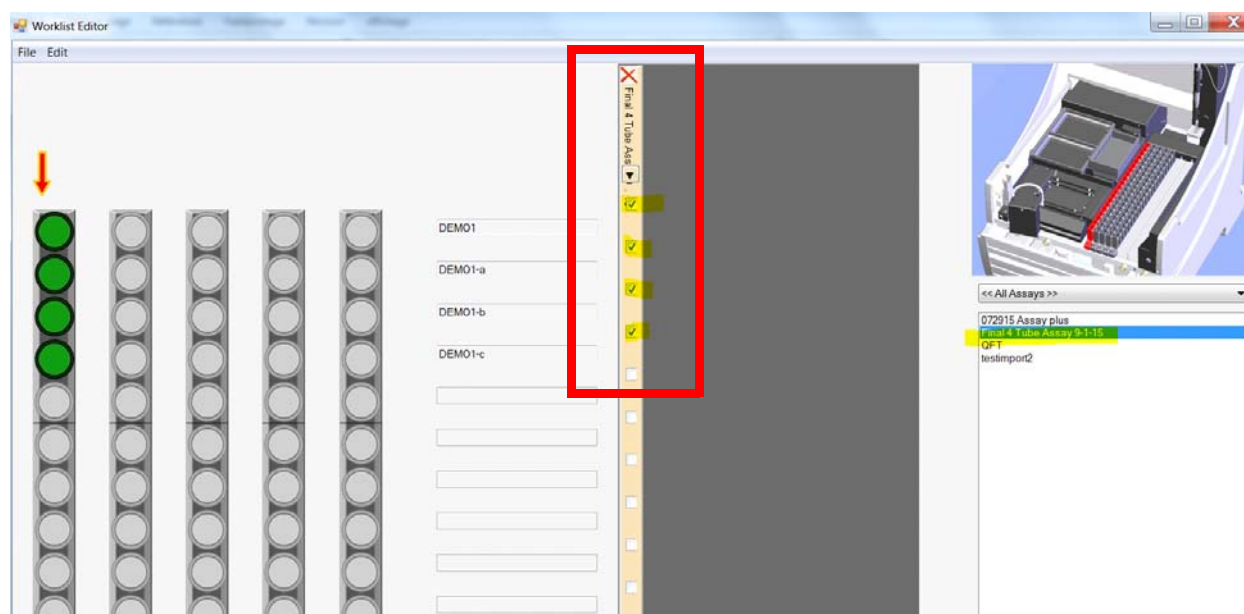 Worklist Editor
File Edit
Final 4 Tube Ass
DEMO1
DEMO1-a
DEMO1-b
DEMO1-c
<< All Assays >>
072915 Assay plus
Final 4 Tube Assay 9-1-15
QFT
testimport2